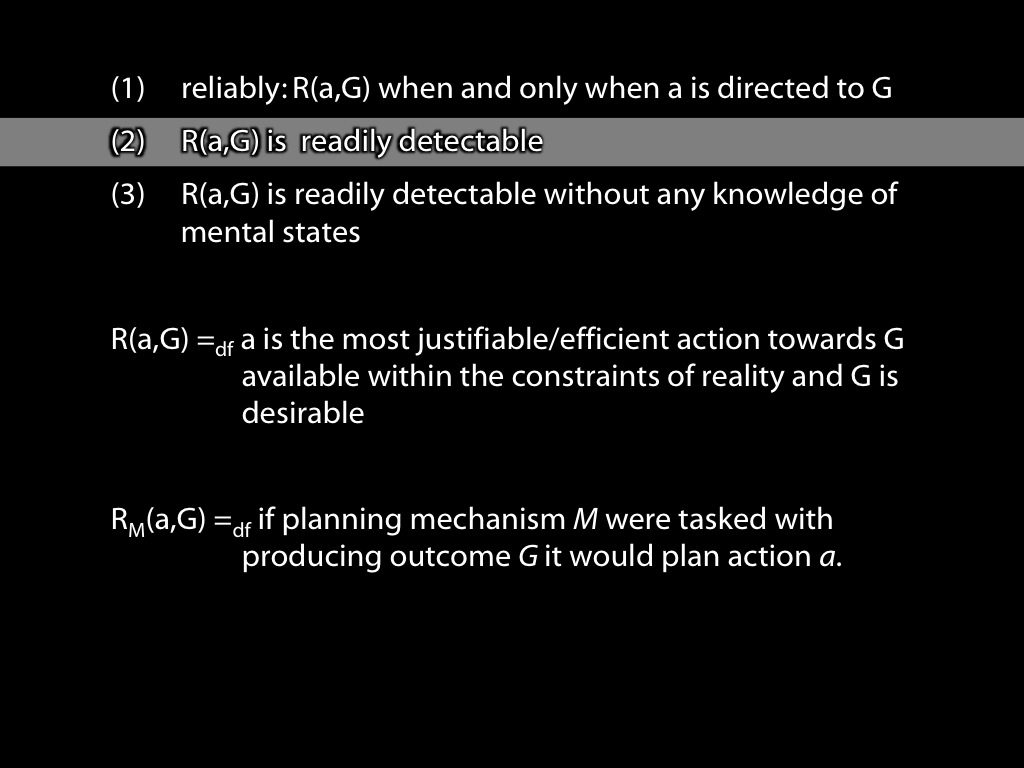 (1) reliably: R(a,G) when and only when a is directed to G
(2) R(a,G) is readily detectable
(3) R(a,G) is readily detectable without any knowledge of
mental states
R(a,G) =df a is the most justifiable/efficient action towards G
available within the constraints of reality and G is
desirable
RM(a,G) =df if planning mechanism M were tasked with
producing outcome G it would plan action a.